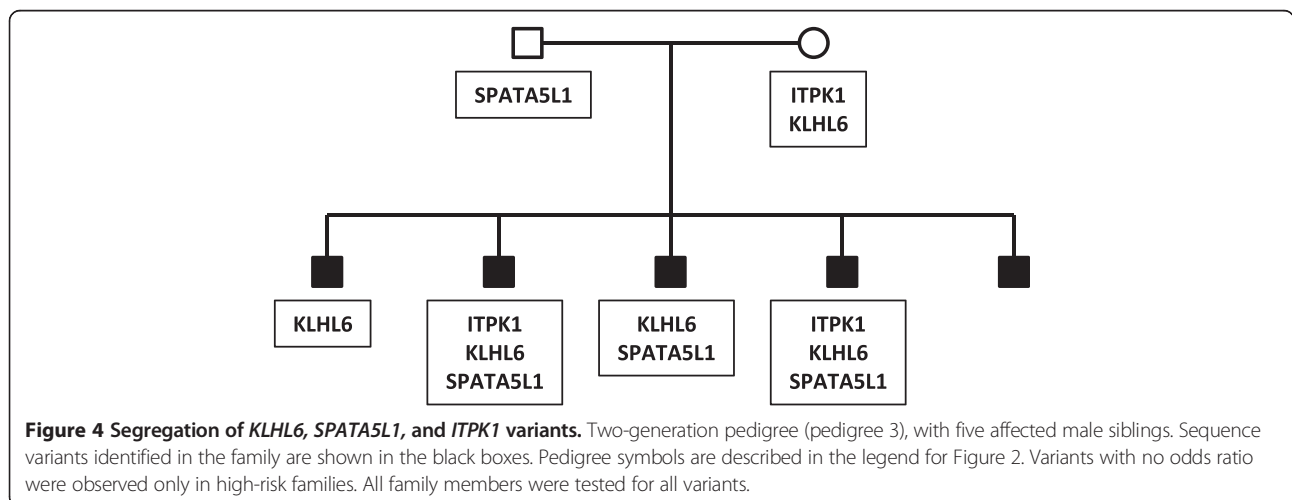 SPATA5L1
ITPK1
KLHL6
KLHL6
ITPK1
KLHL6
SPATA5L1
KLHL6
SPATA5L1
ITPK1
KLHL6
SPATA5L1
Figure 4 Segregation of KLHL6, SPATA5L1, and ITPK1 variants. Two-generation pedigree (pedigree 3), with five affected male siblings. Sequence
variants identified in the family are shown in the black boxes. Pedigree symbols are described in the legend for Figure 2. Variants with no odds ratio
were observed only in high-risk families. All family members were tested for all variants.